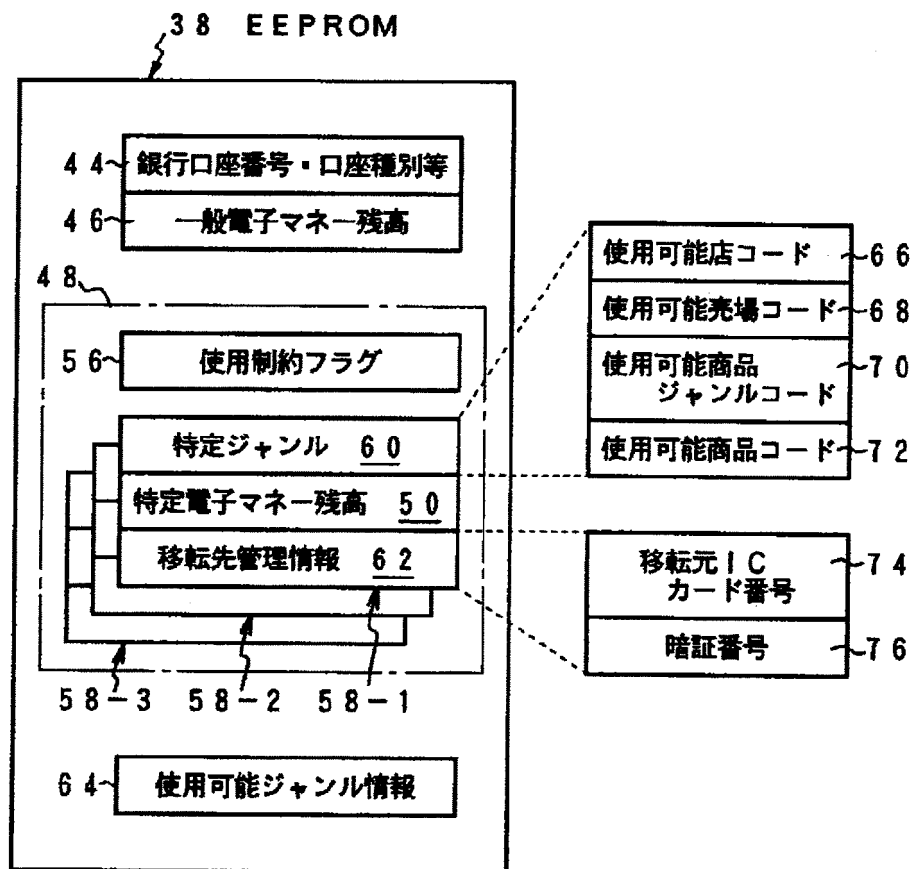 38 EEPROM
44 銀行口座番号・口座種別等
46 一般電子マネー残高
48
56 使用制約フラグ
特定ジャンル 60
特定電子マネー残高 50
移転先管理情報 62
58-3 58-2 58-1
64 使用可能ジャンル情報
使用可能店コード 66
使用可能売場コード 68
使用可能商品 70
ジャンルコード
使用可能商品コード 72
移転元IC 74
カード番号
暗証番号 76